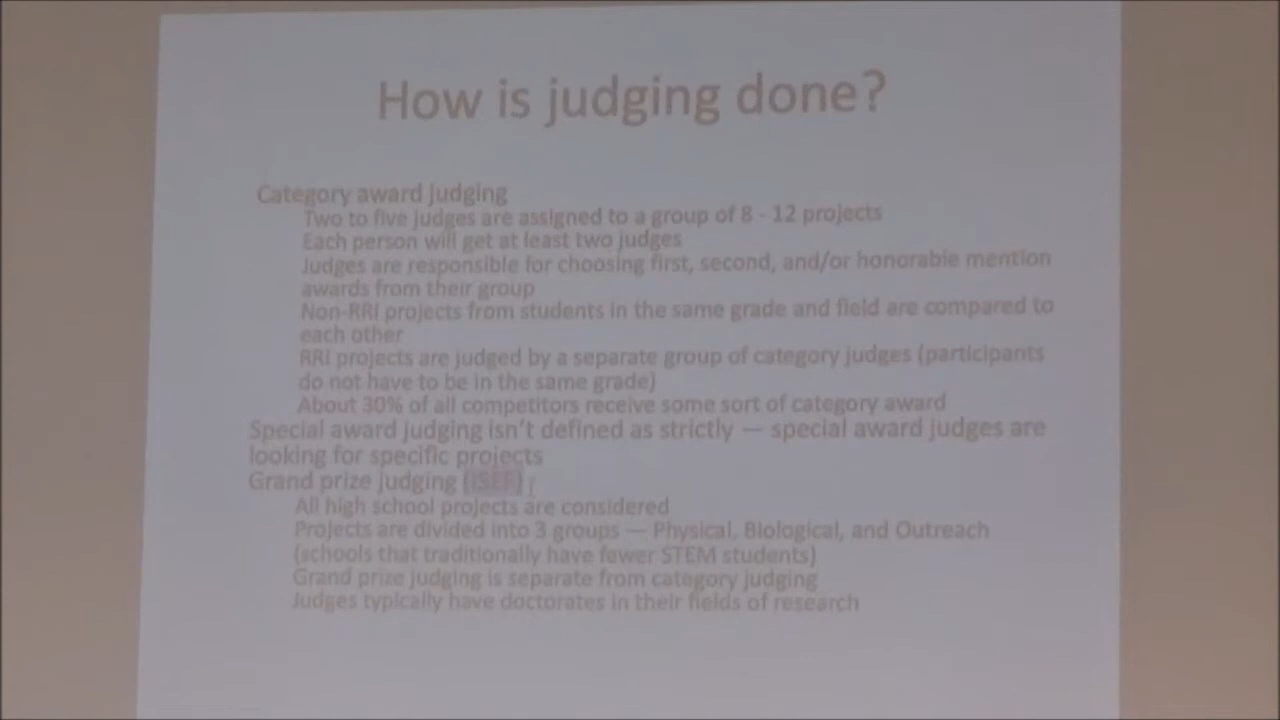 How is judging done?
Category award judging
Two to five judges are assigned to a group of 8 - 12 projects
Each person will get at least two judges
Judges are responsible for choosing first, second, and/or honorable mention
awards from their group
Non-RRI projects from students in the same grade and field are compared to
each other
RRI projects are judged by a separate group of category judges (participants
do not have to be in the same grade)
About 30% of all competitors receive some sort of category award
Special award judging isn't defined as strictly — special award judges are
looking for specific projects
Grand prize judging (ISEF)
All high school projects are considered
Projects are divided into 3 groups — Physical, Biological, and Outreach
(schools that traditionally have fewer STEM students)
Grand prize judging is separate from category judging
Judges typically have doctorates in their fields of research